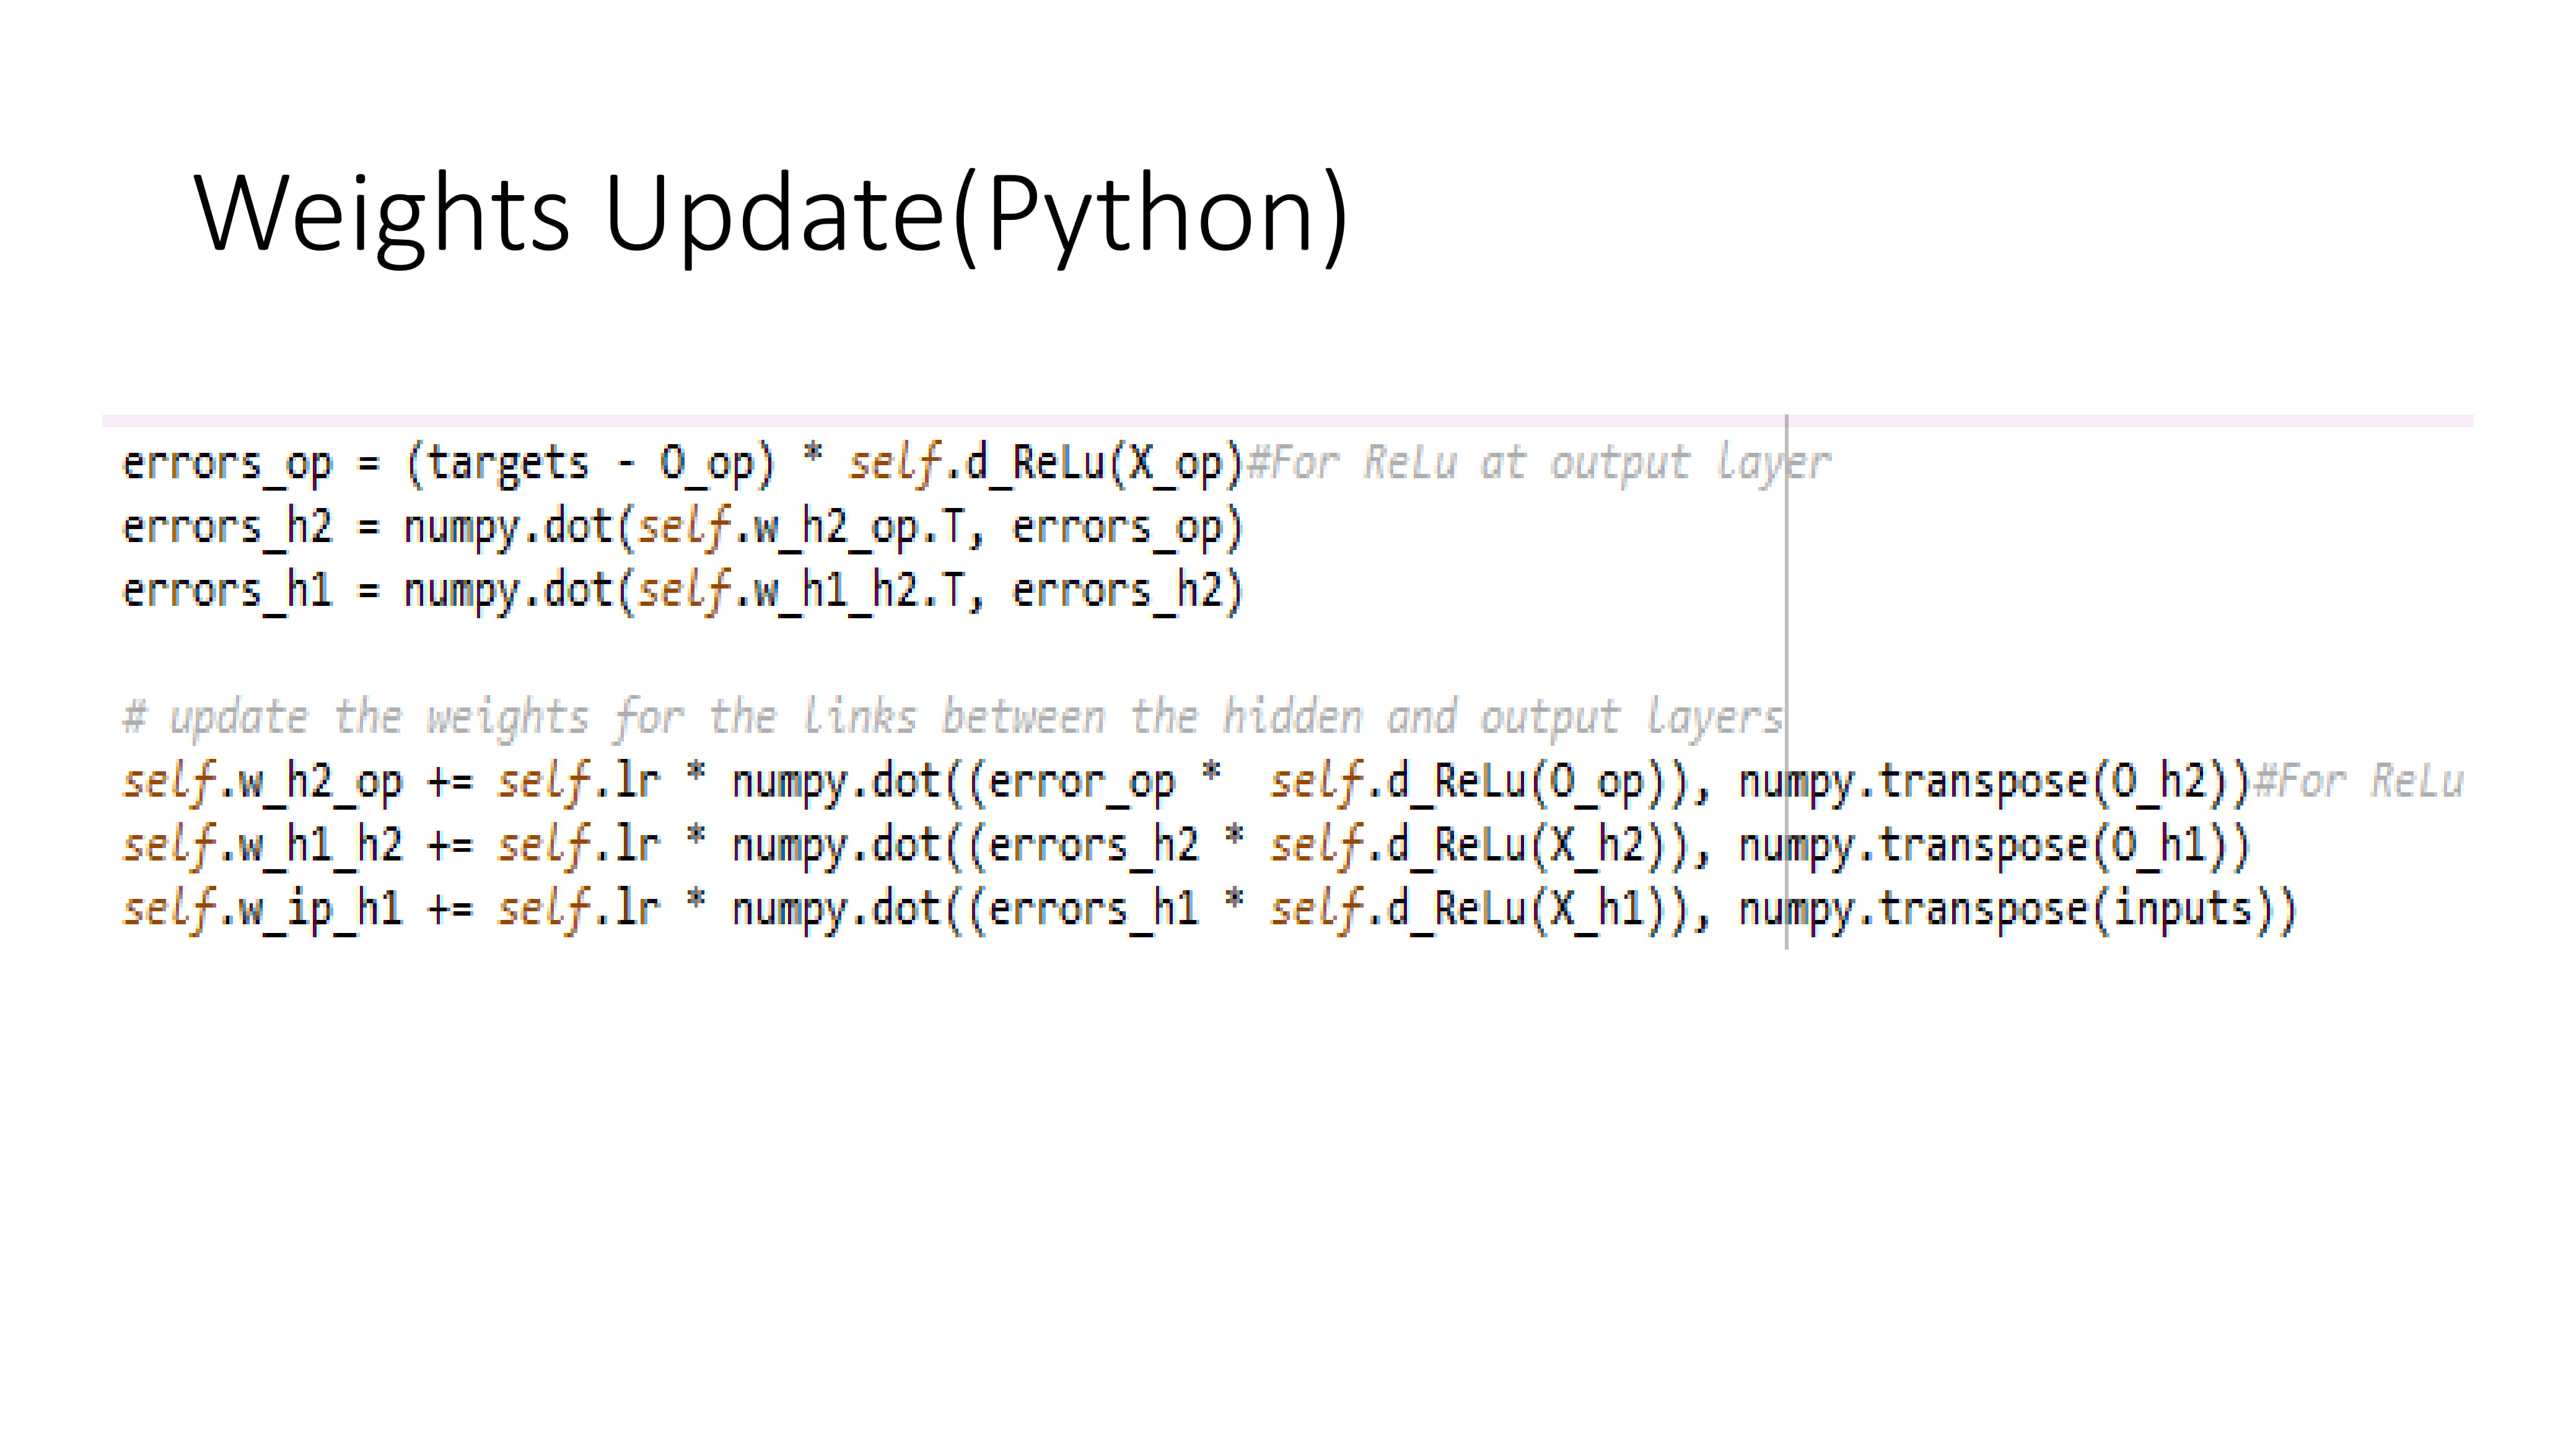 Weights Update(Python)
errors_op = (targets - O_op) * self.d_ReLu(X_op)#For ReLu at output layer
errors_h2 = numpy.dot(self.w_h2_op.T, errors_op)
errors_h1 = numpy.dot(self.w_h1_h2.T, errors_h2)
# update the weights for the links between the hidden and output layers
self.w_h2_op += self.lr * numpy.dot((error_op *  self.d_ReLu(O_op)), numpy.transpose(O_h2))#For ReLu
self.w_h1_h2 += self.lr * numpy.dot((errors_h2 * self.d_ReLu(X_h2)), numpy.transpose(O_h1))
self.w_ip_h1 += self.lr * numpy.dot((errors_h1 * self.d_ReLu(X_h1)), numpy.transpose(inputs))